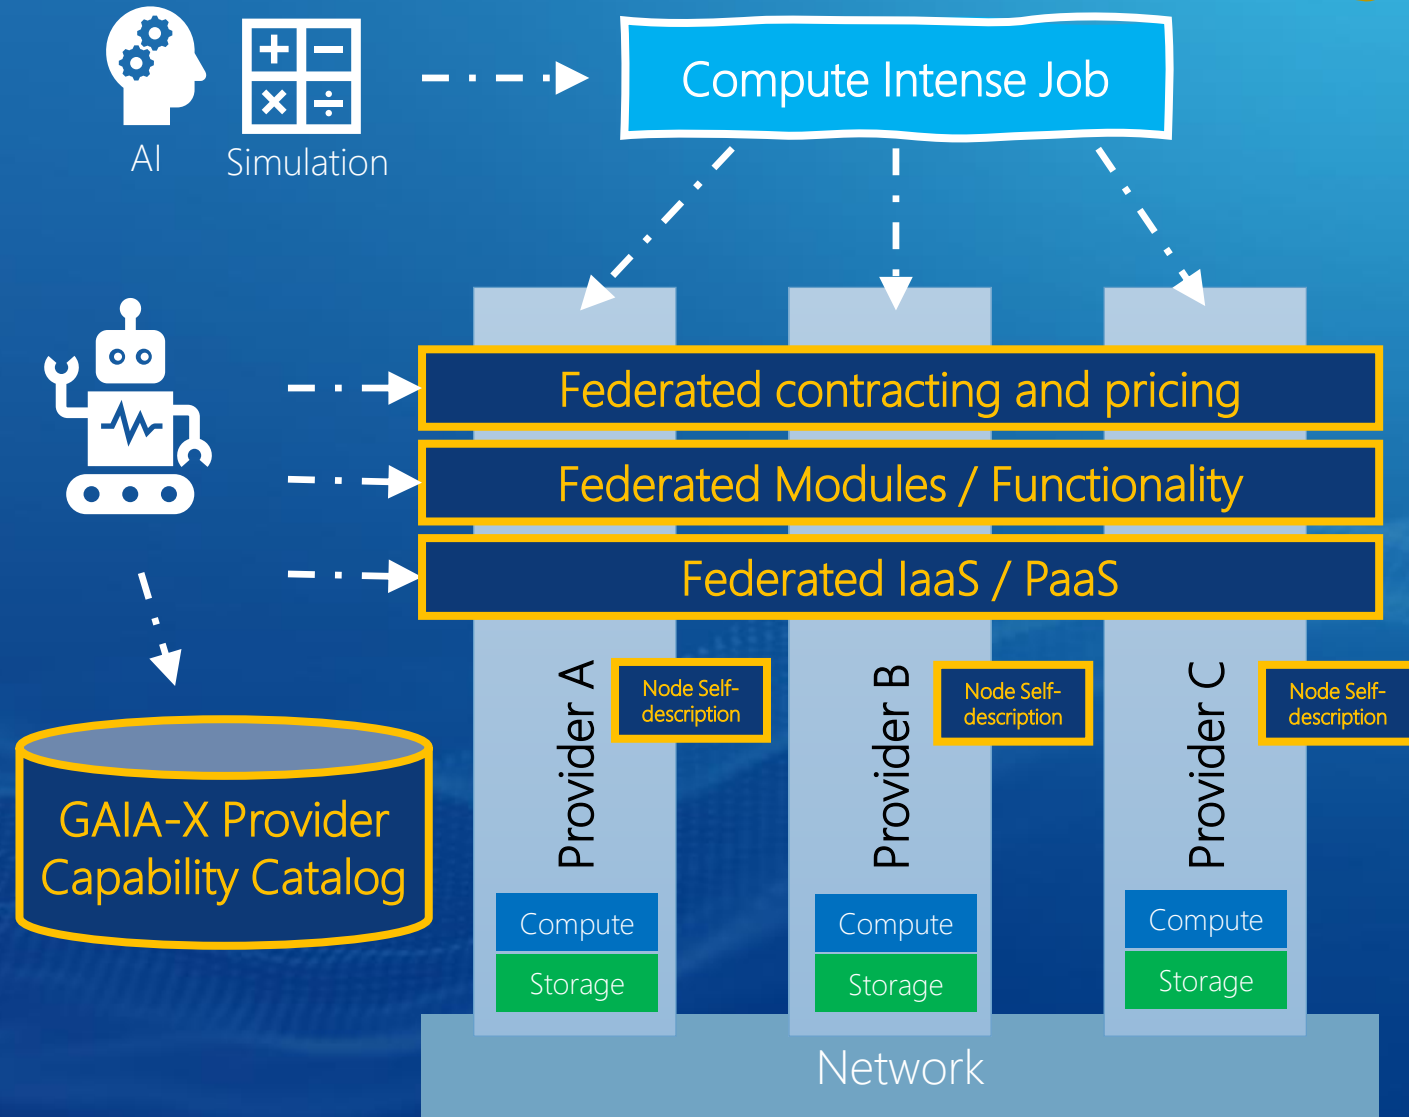 Compute Intense Job
AI
Simulation
Federated contracting and pricing
Federated Modules / Functionality
Federated IaaS / PaaS
Provider A
Node Self-
description
Provider B
Node Self-
description
Provider C
Node Self-
description
GAIA-X Provider
Capability Catalog
Compute
Storage
Compute
Storage
Compute
Storage
Network